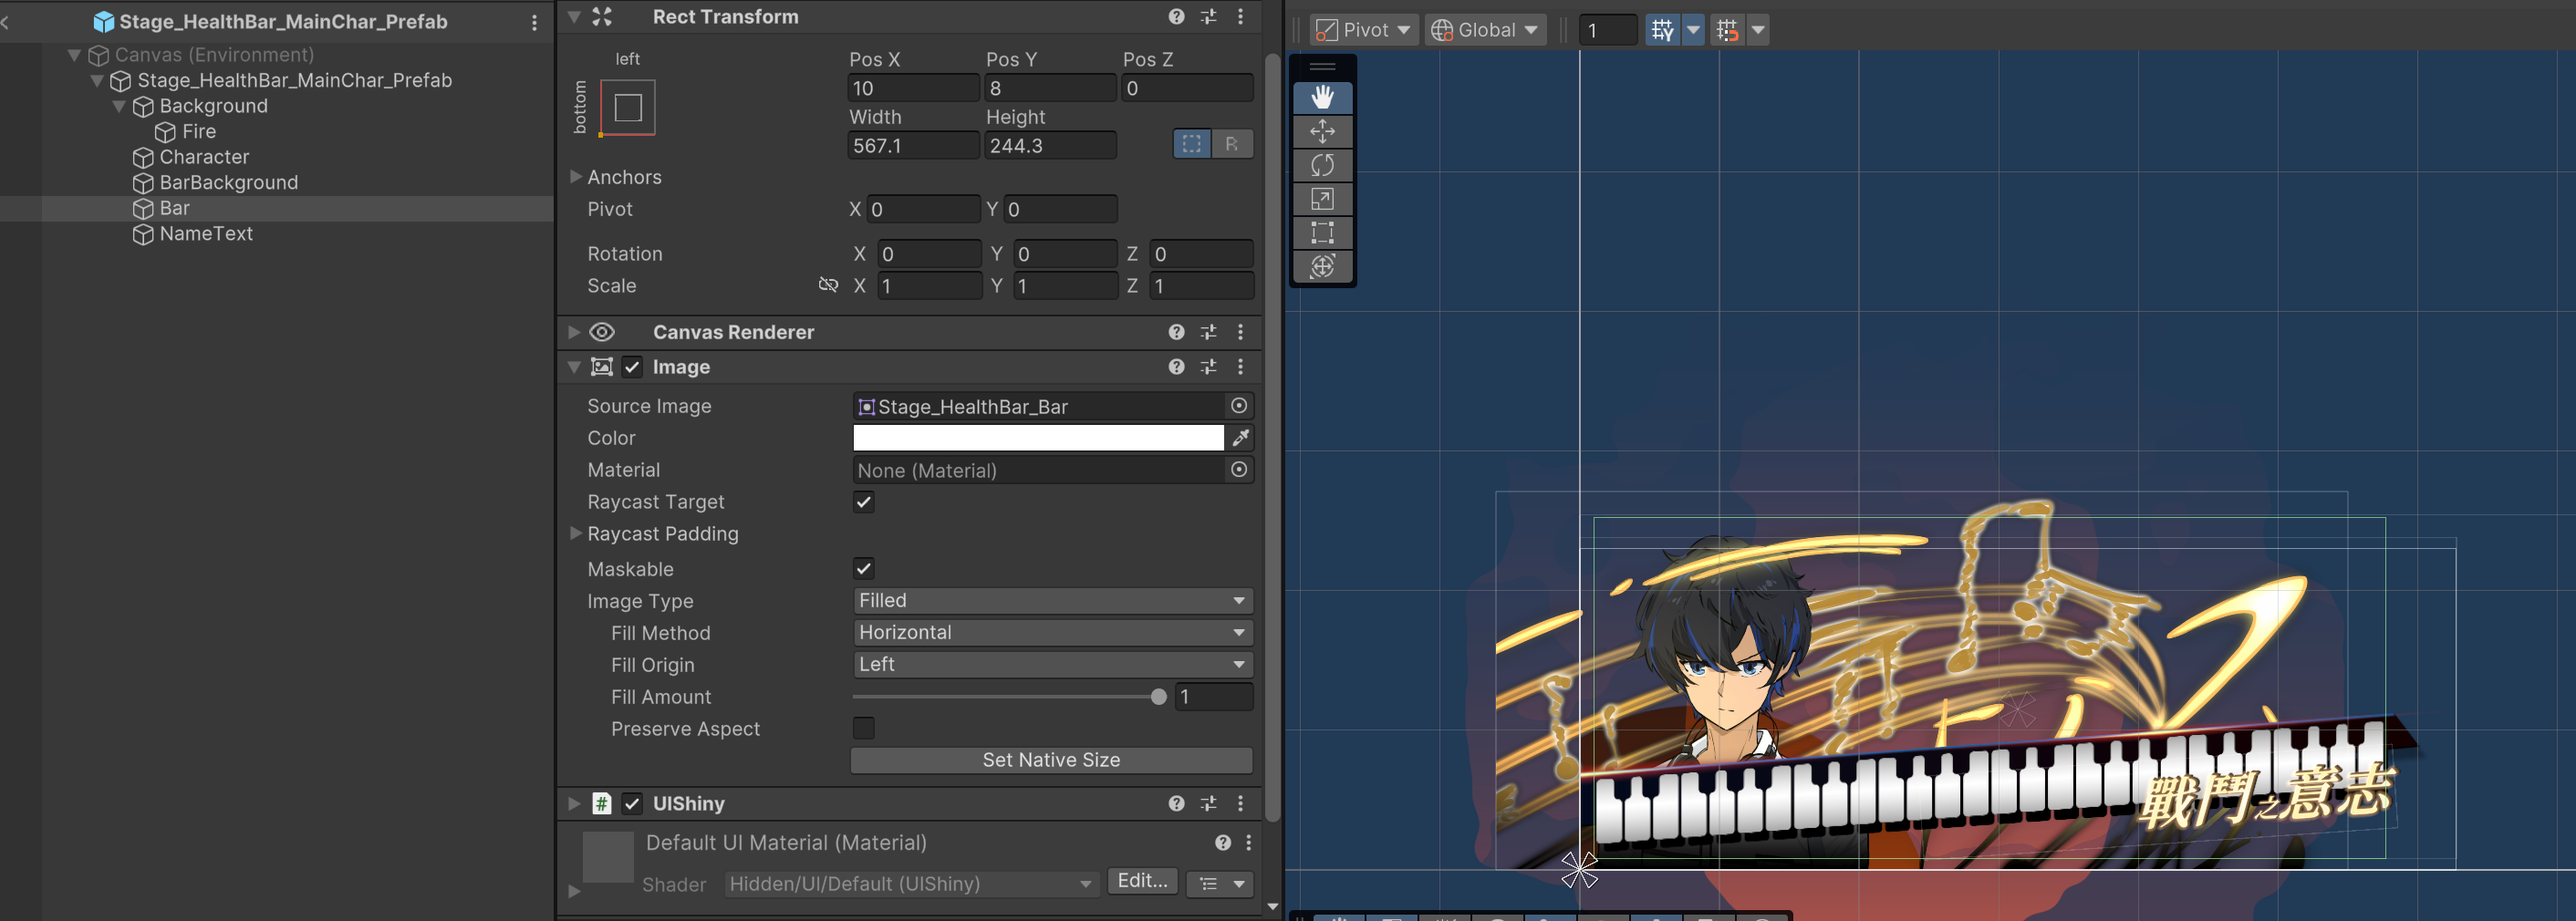 Stage_HealthBar_MainChar_Prefab
Canvas (Environment)
Stage_HealthBar_MainChar_Prefab
Background
Fire
Character
BarBackground
Bar
NameText
Rect Transform
left
bottom
Pos X Pos Y Pos Z
10 8 0
Width Height
567.1 244.3 R
Anchors
Pivot X 0 Y 0
Rotation X 0 Y 0 Z 0
Scale X 1 Y 1 Z 1
Canvas Renderer
Image
Source Image Stage_HealthBar_Bar
Color
Material None (Material)
Raycast Target
Raycast Padding
Maskable
Image Type Filled
Fill Method Horizontal
Fill Origin Left
Fill Amount 1
Preserve Aspect
Set Native Size
# UIShiny
Default UI Material (Material)
Shader Hidden/UI/Default (UIShiny) Edit...
Pivot Global 1
戰鬥之意志